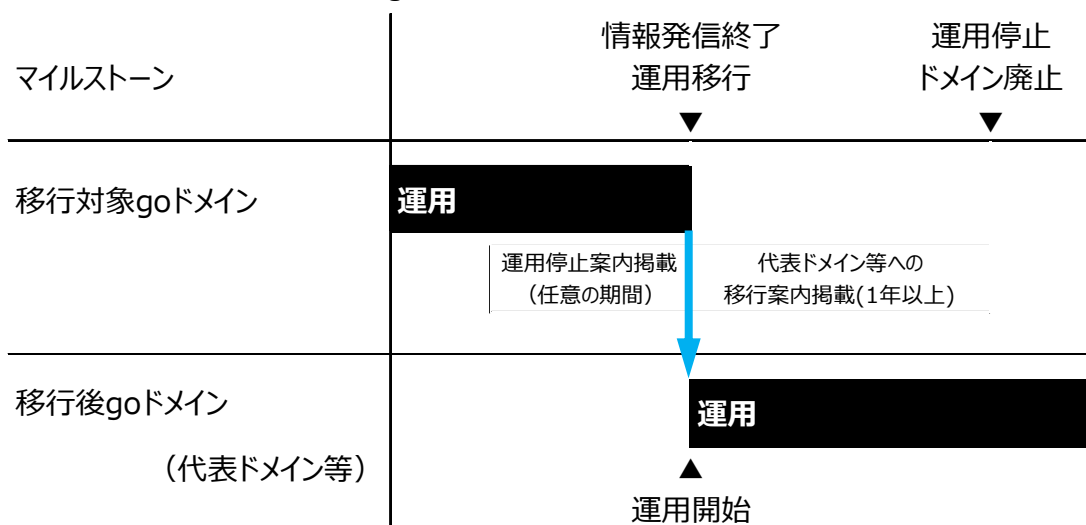 情報発信終了
運用移行
▼
運用停止
ドメイン廃止
▼
マイルストーン
移行対象goドメイン
運用
運用停止案内掲載
（任意の期間）
代表ドメイン等への
移行案内掲載(1年以上)
移行後goドメイン
（代表ドメイン等）
運用
▲
運用開始